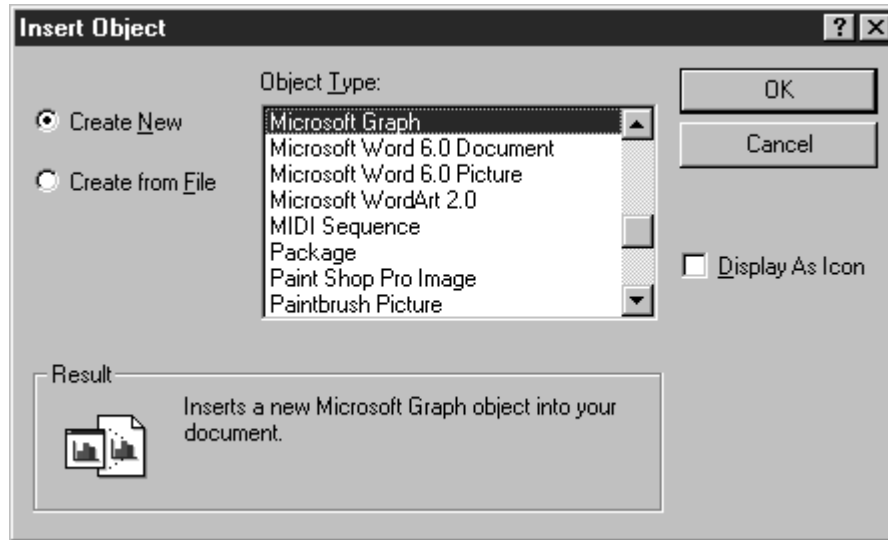 Insert Object
Object Type:
Create New
Create from File
Microsoft Graph
Microsoft Word 6.0 Document
Microsoft Word 6.0 Picture
Microsoft WordArt 2.0
MIDI Sequence
Package
Paint Shop Pro Image
Paintbrush Picture
OK
Cancel
Display As Icon
Result
Inserts a new Microsoft Graph object into your
document.